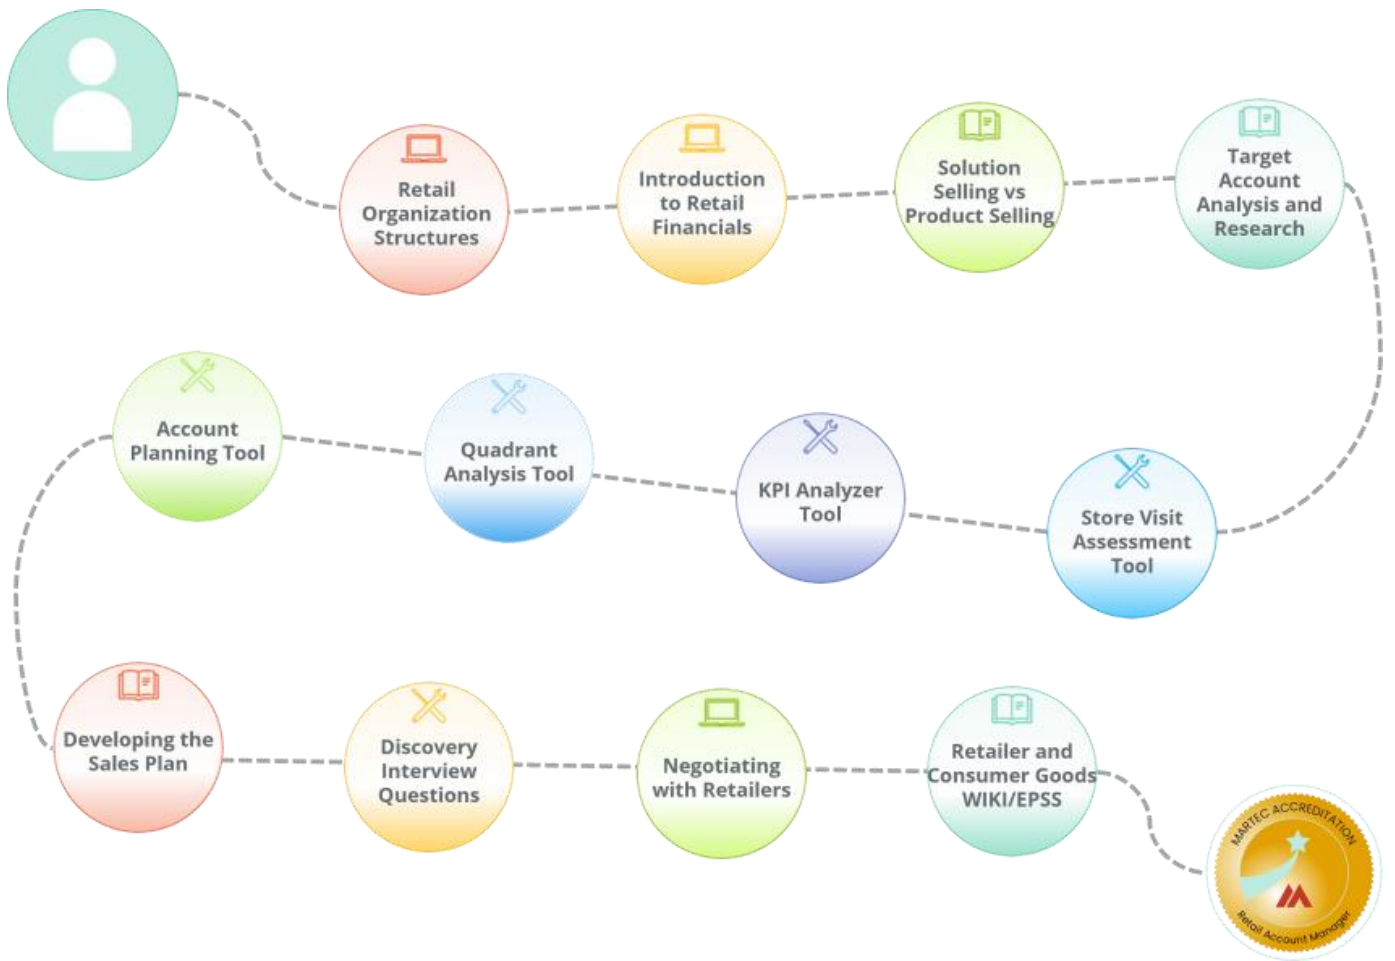 Retail
Organization
Structures
Introduction
to Retail
Financials
Solution
Selling vs
Product Selling
Target
Account
Analysis and
Research
Store Visit
Assessment
Tool
KPI Analyzer
Tool
Quadrant
Analysis Tool
Account
Planning Tool
Developing the
Sales Plan
Discovery
Interview
Questions
Negotiating
with Retailers
Retailer and
Consumer Goods
WIKI/EPSS
MARTEC ACCREDITATION
Retail Account Manager